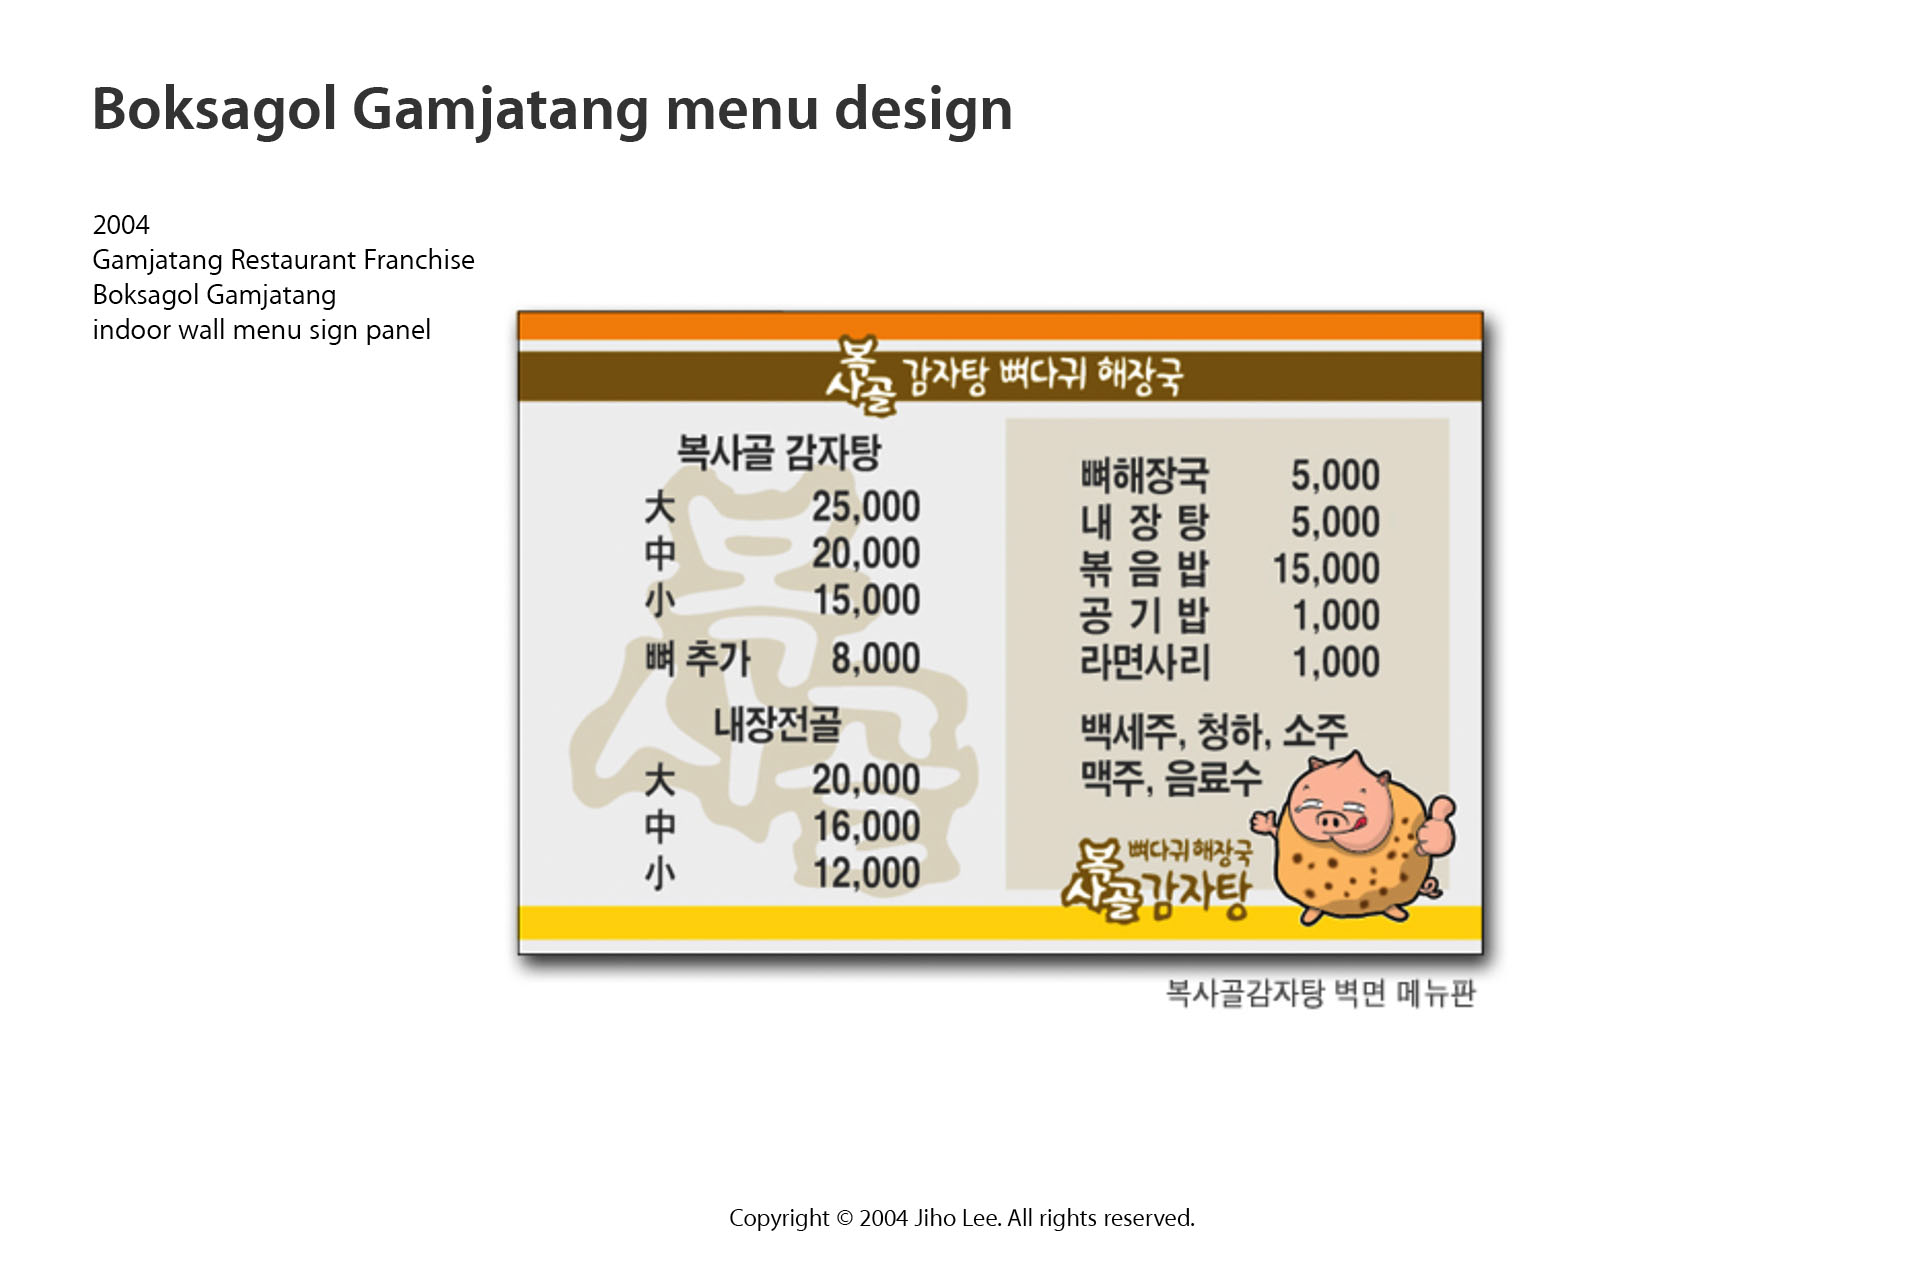 Boksagol Gamjatang menu design
2004
Gamjatang Restaurant Franchise
Boksagol Gamjatang
indoor wall menu sign panel
복사골 감자탕 뼈다귀 해장국
복사골 감자탕
大 25,000
中 20,000
小 15,000
뼈 추가 8,000
내장전골
大 20,000
中 16,000
小 12,000
복사골
뼈해장국 5,000
내 장 탕 5,000
볶 음 밥 15,000
공 기 밥 1,000
라면사리 1,000
백세주, 청하, 소주
맥주, 음료수
복사골 뼈다귀해장국
감자탕
복사골감자탕 벽면 메뉴판
Copyright © 2004 Jiho Lee. All rights reserved.